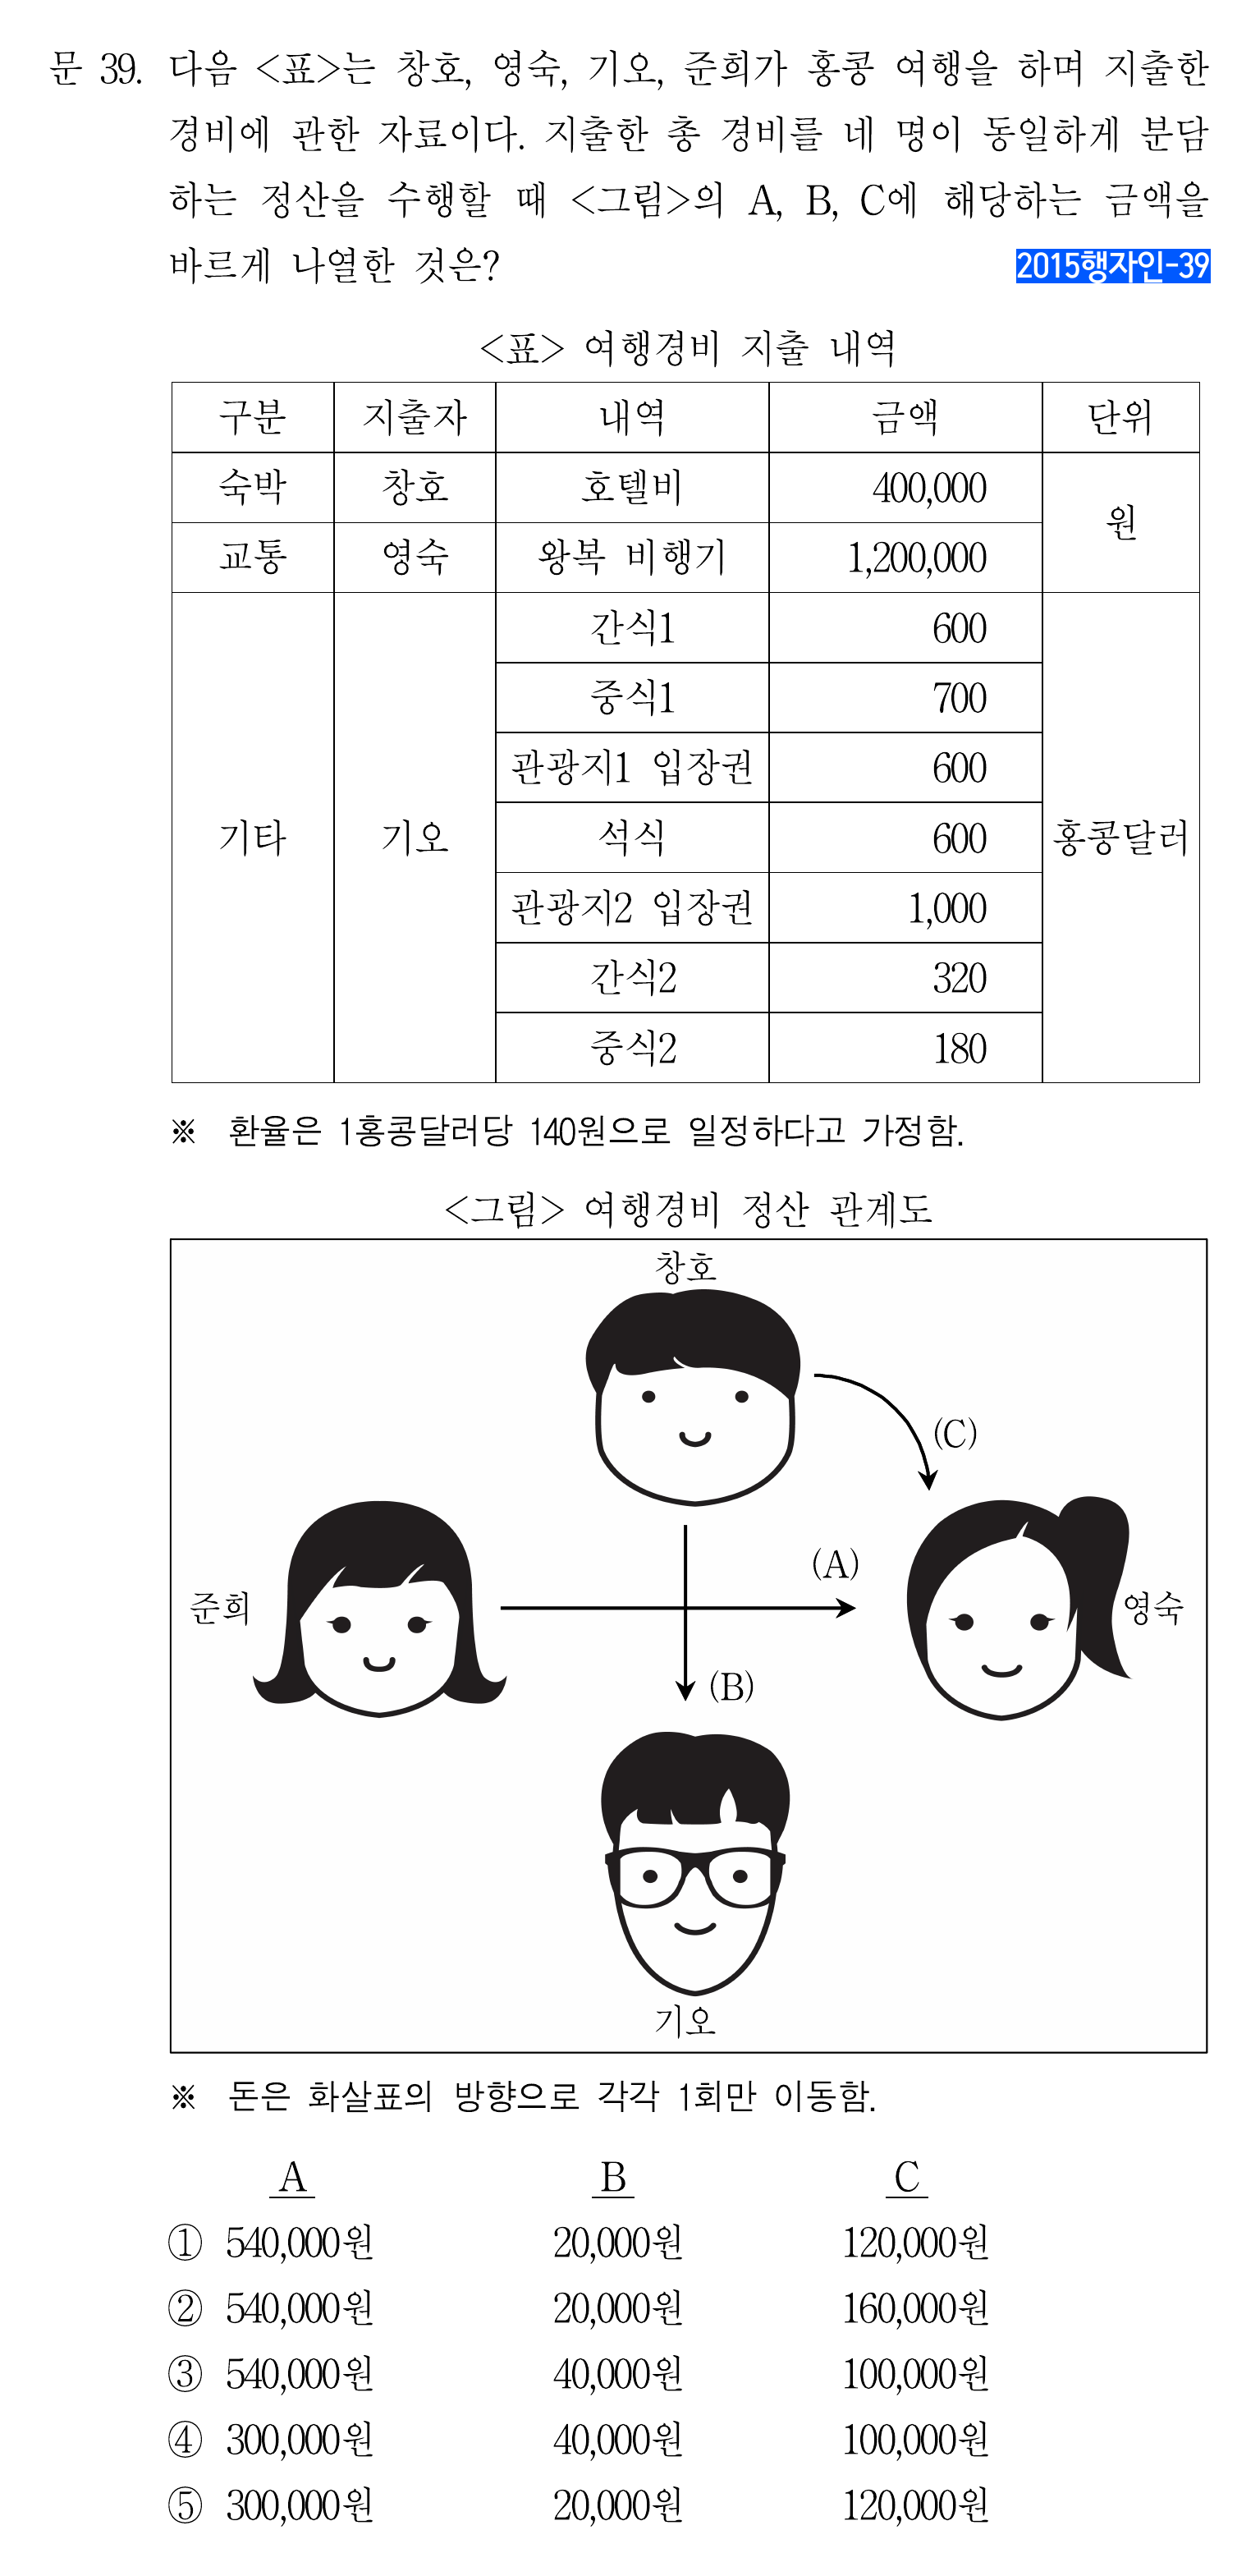 문 39. 다음 <표>는 창호, 영숙, 기오, 준희가 홍콩 여행을 하며 지출한
경비에 관한 자료이다. 지출한 총 경비를 네 명이 동일하게 분담
하는 정산을 수행할 때 <그림>의 A, B, C에 해당하는 금액을
바르게 나열한 것은?
2015행자인-39
<표> 여행경비 지출 내역
구분 지출자 내역 금액 단위
숙박 창호 호텔비 400,000 원
교통 영숙 왕복 비행기 1,200,000
기타 기오 간식1 600 홍콩달러
중식1 700
관광지1 입장권 600
석식 600
관광지2 입장권 1,000
간식2 320
중식2 180
※ 환율은 1홍콩달러당 140원으로 일정하다고 가정함.
<그림> 여행경비 정산 관계도
창호
(C)
(A)
준희
영숙
(B)
기오
※ 돈은 화살표의 방향으로 각각 1회만 이동함.
A B C
① 540,000원 20,000원 120,000원
② 540,000원 20,000원 160,000원
③ 540,000원 40,000원 100,000원
④ 300,000원 40,000원 100,000원
⑤ 300,000원 20,000원 120,000원